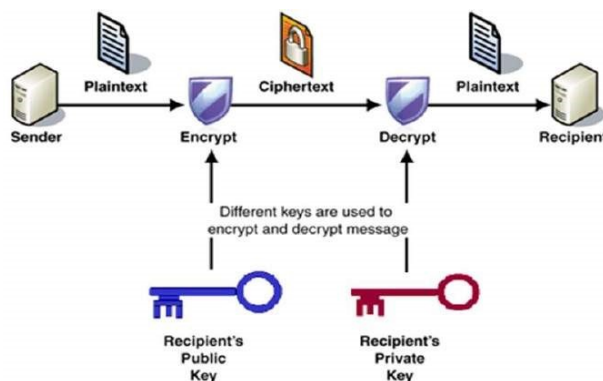 Plaintext
Ciphertext
Plaintext
Sender
Encrypt
Decrypt
Recipient
Different keys are used to
encrypt and decrypt message
Recipient's
Public
Key
Recipient's
Private
Key